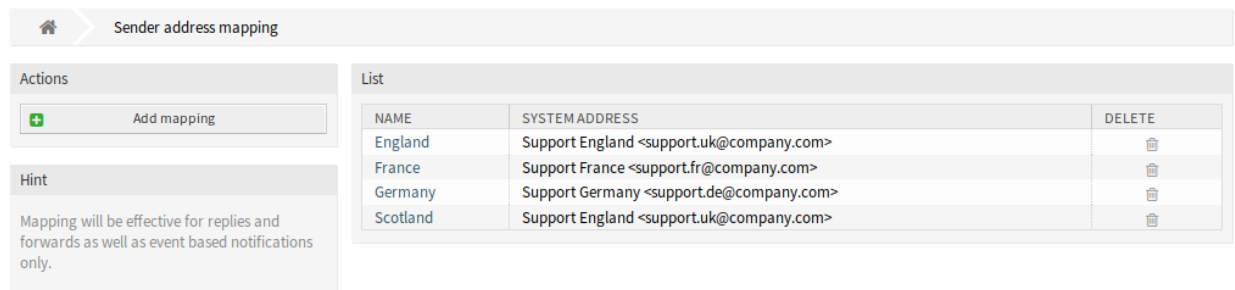 Sender address mapping
Actions
Add mapping
Hint
Mapping will be effective for replies and
forwards as well as event based notifications
only.
List
NAME SYSTEM ADDRESS DELETE
England Support England <support.uk@company.com>
France Support France <support.fr@company.com>
Germany Support Germany <support.de@company.com>
Scotland Support England <support.uk@company.com>